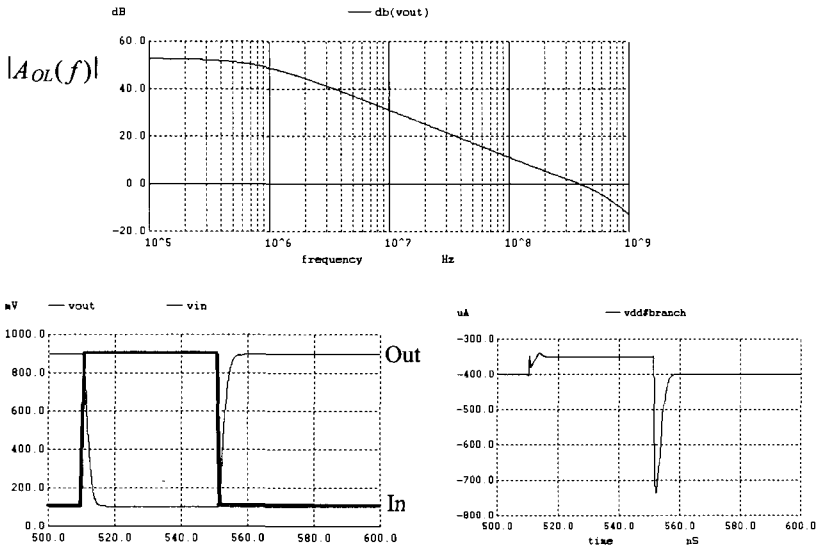 dB
— db(vout)
|A_OL(f)|
60.0
40.0
20.0
0.0
-20.0
10^5
10^6
10^7
10^8
10^9
frequency
Hz
mV
— vout
— vin
1000.0
800.0
600.0
400.0
200.0
0.0
500.0
520.0
540.0
560.0
580.0
600.0
Out
In
uA
— vdd#branch
-300.0
-400.0
-500.0
-600.0
-700.0
-800.0
500.0
520.0
540.0
560.0
580.0
600.0
time
nS